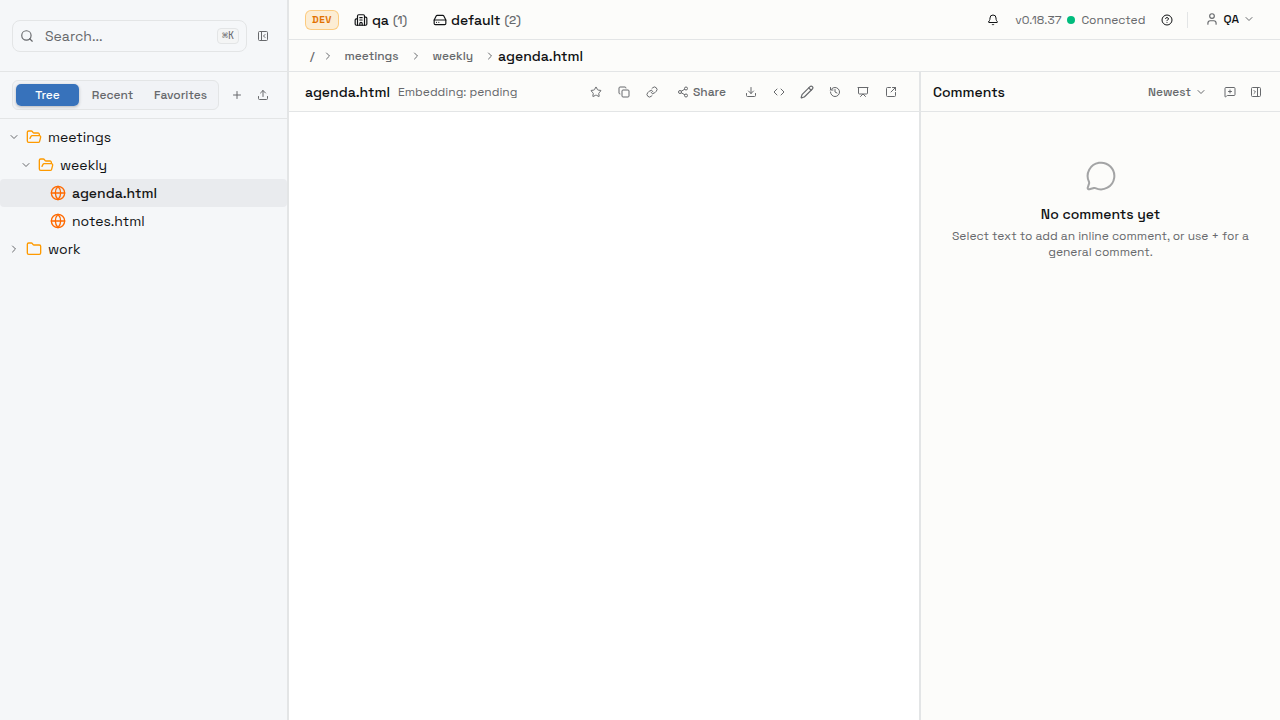 Search... ⌘K
DEV qa (1) default (2) v0.18.37 Connected QA
/ meetings weekly agenda.html
Tree Recent Favorites
agenda.html Embedding: pending Share
Comments Newest
meetings
weekly
agenda.html
notes.html
work
No comments yet
Select text to add an inline comment, or use + for a
general comment.